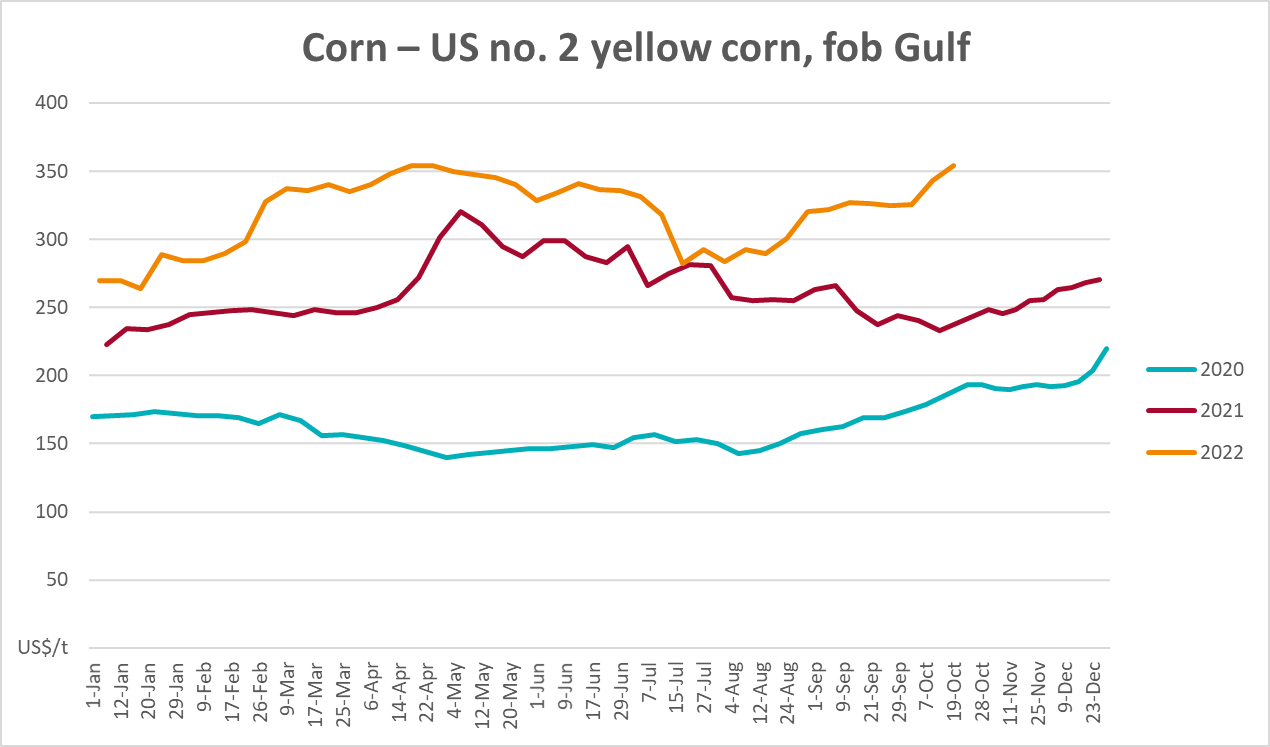 Corn – US no. 2 yellow corn, fob Gulf
400
350
300
250
200
150
100
50
US$/t
1-Jan
12-Jan
20-Jan
29-Jan
9-Feb
17-Feb
26-Feb
9-Mar
17-Mar
25-Mar
6-Apr
14-Apr
22-Apr
4-May
12-May
20-May
1-Jun
9-Jun
17-Jun
29-Jun
7-Jul
15-Jul
27-Jul
4-Aug
12-Aug
24-Aug
1-Sep
9-Sep
21-Sep
29-Sep
7-Oct
19-Oct
28-Oct
11-Nov
25-Nov
9-Dec
23-Dec
2020
2021
2022